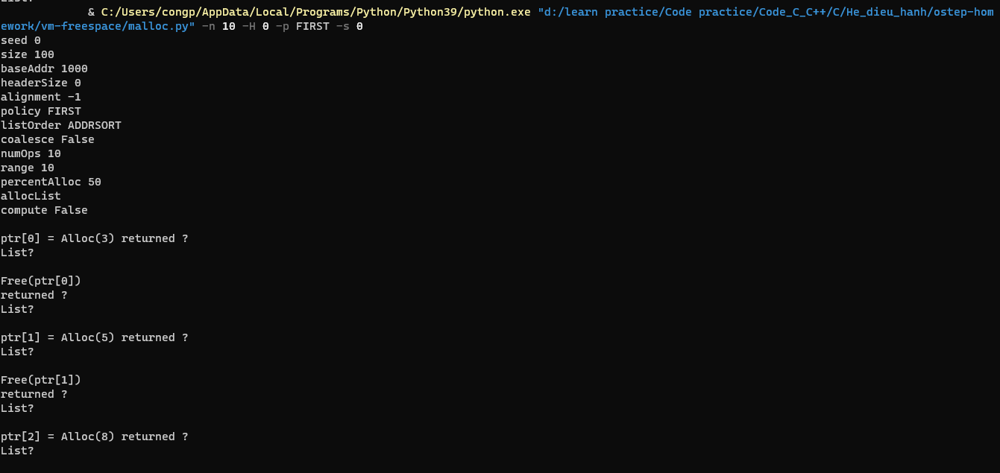 & C:/Users/congp/AppData/Local/Programs/Python/Python39/python.exe "d:/learn practice/Code practice/Code_C_C++/C/He_dieu_hanh/ostep-hom
ework/vm-freespace/malloc.py" -n 10 -H 0 -p FIRST -s 0
seed 0
size 100
baseAddr 1000
headerSize 0
alignment -1
policy FIRST
listOrder ADDRSORT
coalesce False
numOps 10
range 10
percentAlloc 50
allocList
compute False
ptr[0] = Alloc(3) returned ?
List?
Free(ptr[0])
returned ?
List?
ptr[1] = Alloc(5) returned ?
List?
Free(ptr[1])
returned ?
List?
ptr[2] = Alloc(8) returned ?
List?